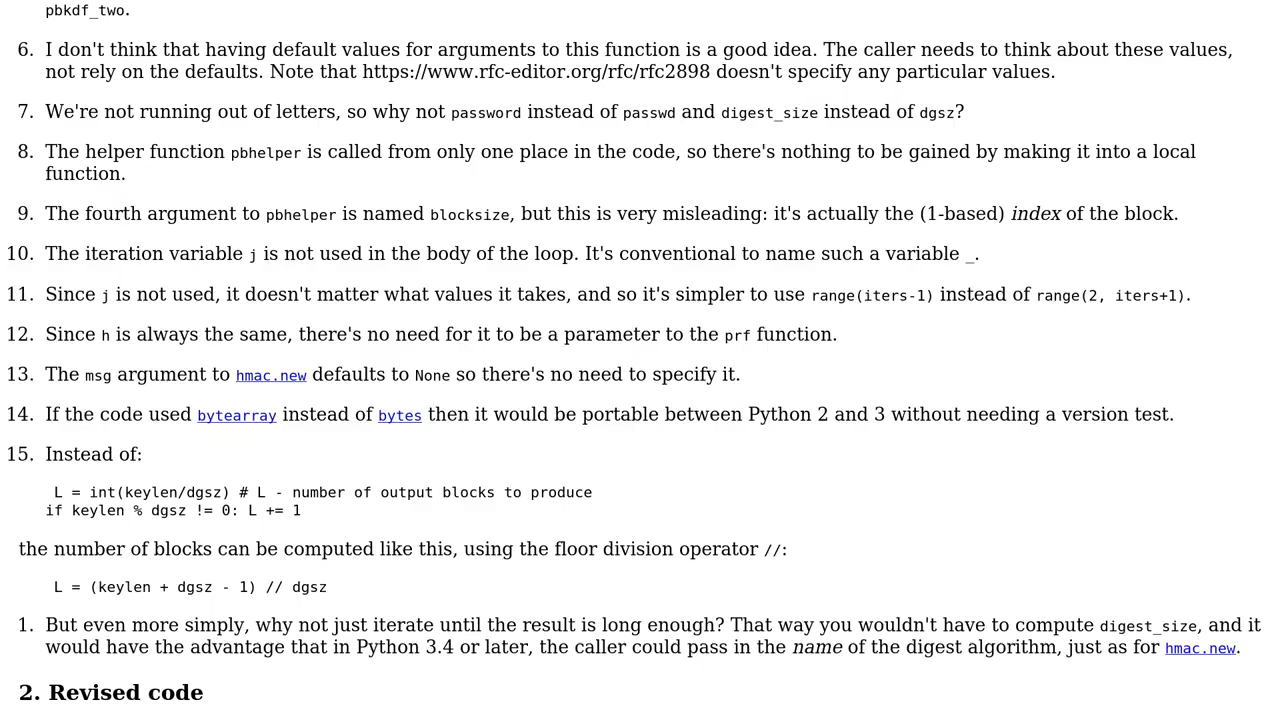 pbkdf_two.
6. I don't think that having default values for arguments to this function is a good idea. The caller needs to think about these values,
not rely on the defaults. Note that https://www.rfc-editor.org/rfc/rfc2898 doesn't specify any particular values.
7. We're not running out of letters, so why not password instead of passwd and digest_size instead of dgsz?
8. The helper function pbhelper is called from only one place in the code, so there's nothing to be gained by making it into a local
function.
9. The fourth argument to pbhelper is named blocksize, but this is very misleading: it's actually the (1-based) index of the block.
10. The iteration variable j is not used in the body of the loop. It's conventional to name such a variable _.
11. Since j is not used, it doesn't matter what values it takes, and so it's simpler to use range(iters-1) instead of range(2, iters+1).
12. Since h is always the same, there's no need for it to be a parameter to the prf function.
13. The msg argument to hmac.new defaults to None so there's no need to specify it.
14. If the code used bytearray instead of bytes then it would be portable between Python 2 and 3 without needing a version test.
15. Instead of:
L = int(keylen/dgsz) # L - number of output blocks to produce
if keylen % dgsz != 0: L += 1
the number of blocks can be computed like this, using the floor division operator //:
L = (keylen + dgsz - 1) // dgsz
1. But even more simply, why not just iterate until the result is long enough? That way you wouldn't have to compute digest_size, and it
would have the advantage that in Python 3.4 or later, the caller could pass in the name of the digest algorithm, just as for hmac.new.
2. Revised code